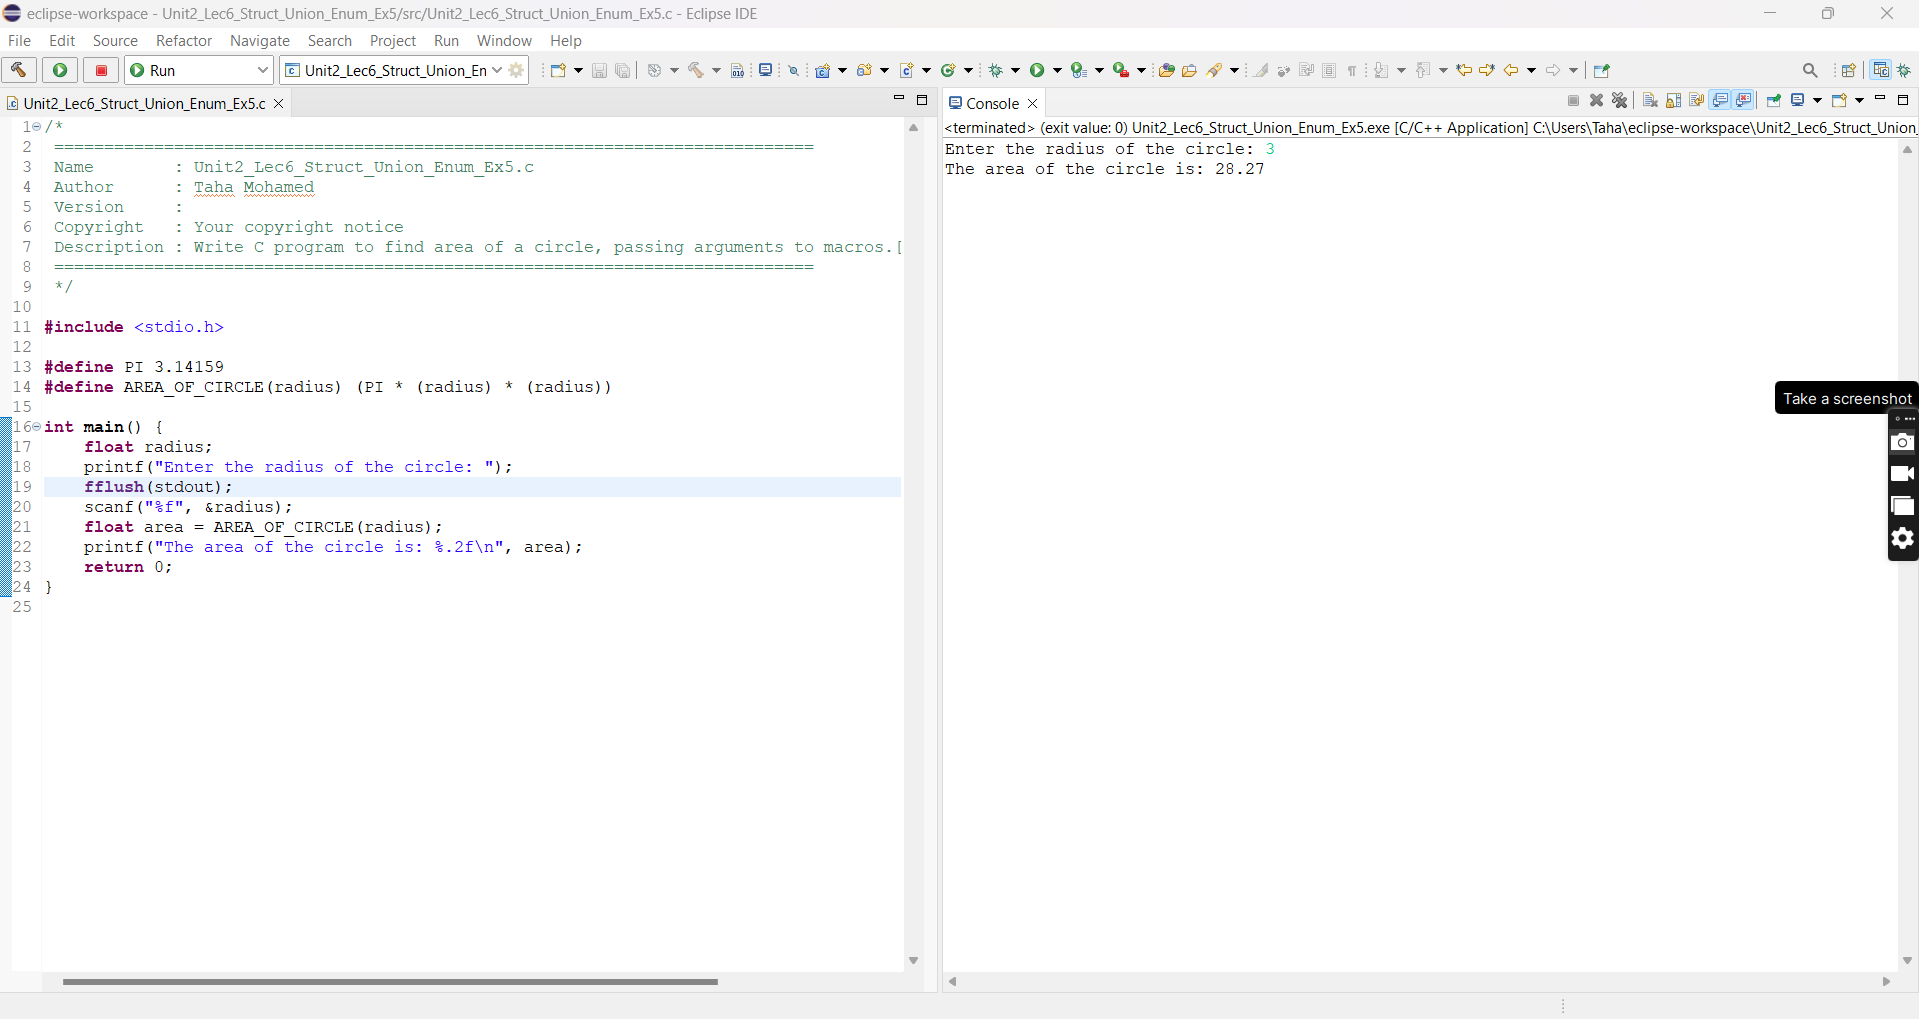 eclipse-workspace - Unit2_Lec6_Struct_Union_Enum_Ex5/src/Unit2_Lec6_Struct_Union_Enum_Ex5.c - Eclipse IDE
File Edit Source Refactor Navigate Search Project Run Window Help
Run Unit2_Lec6_Struct_Union_En
Unit2_Lec6_Struct_Union_Enum_Ex5.c
1 /*
2 ============================================================================
3 Name : Unit2_Lec6_Struct_Union_Enum_Ex5.c
4 Author : Taha Mohamed
5 Version :
6 Copyright : Your copyright notice
7 Description : Write C program to find area of a circle, passing arguments to macros.[
8 ============================================================================
9 */
10
11 #include <stdio.h>
12
13 #define PI 3.14159
14 #define AREA_OF_CIRCLE(radius) (PI * (radius) * (radius))
15
16 int main() {
17 float radius;
18 printf("Enter the radius of the circle: ");
19 fflush(stdout);
20 scanf("%f", &radius);
21 float area = AREA_OF_CIRCLE(radius);
22 printf("The area of the circle is: %.2f\n", area);
23 return 0;
24 }
25
Console
<terminated> (exit value: 0) Unit2_Lec6_Struct_Union_Enum_Ex5.exe [C/C++ Application] C:\Users\Taha\eclipse-workspace\Unit2_Lec6_Struct_Union_
Enter the radius of the circle: 3
The area of the circle is: 28.27
Take a screenshot